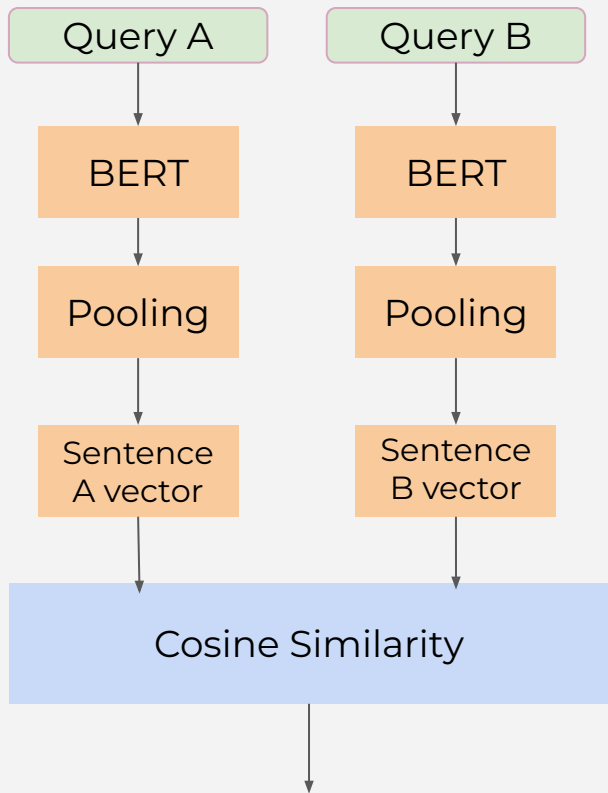 Query A
Query B
BERT
BERT
Pooling
Pooling
Sentence
A vector
Sentence
B vector
Cosine Similarity